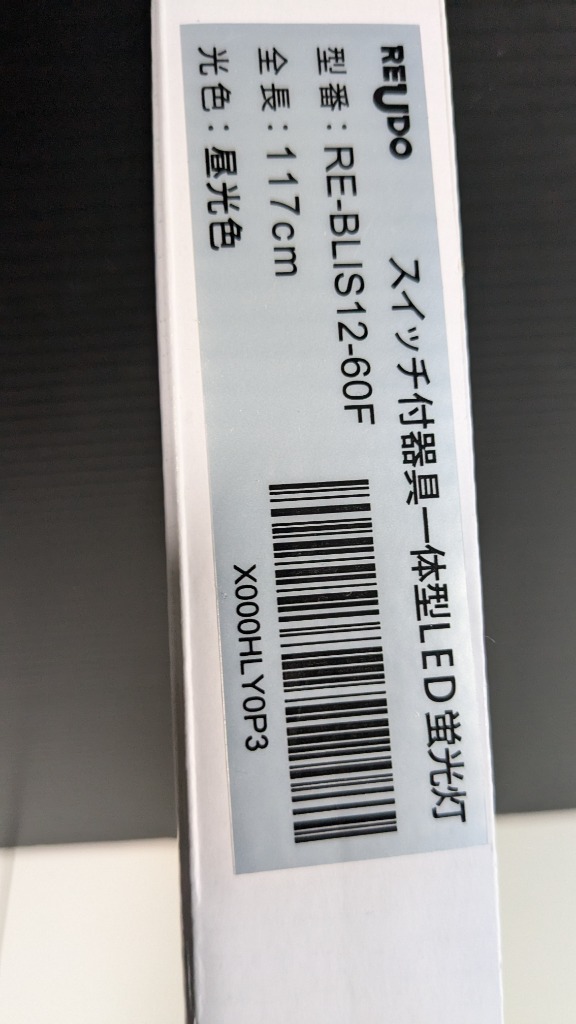 REUDO
スイッチ付器具一体型LED蛍光灯
型番：RE-BLIS12-60F
全長：117cm
光色：昼光色
X000HLY0P3